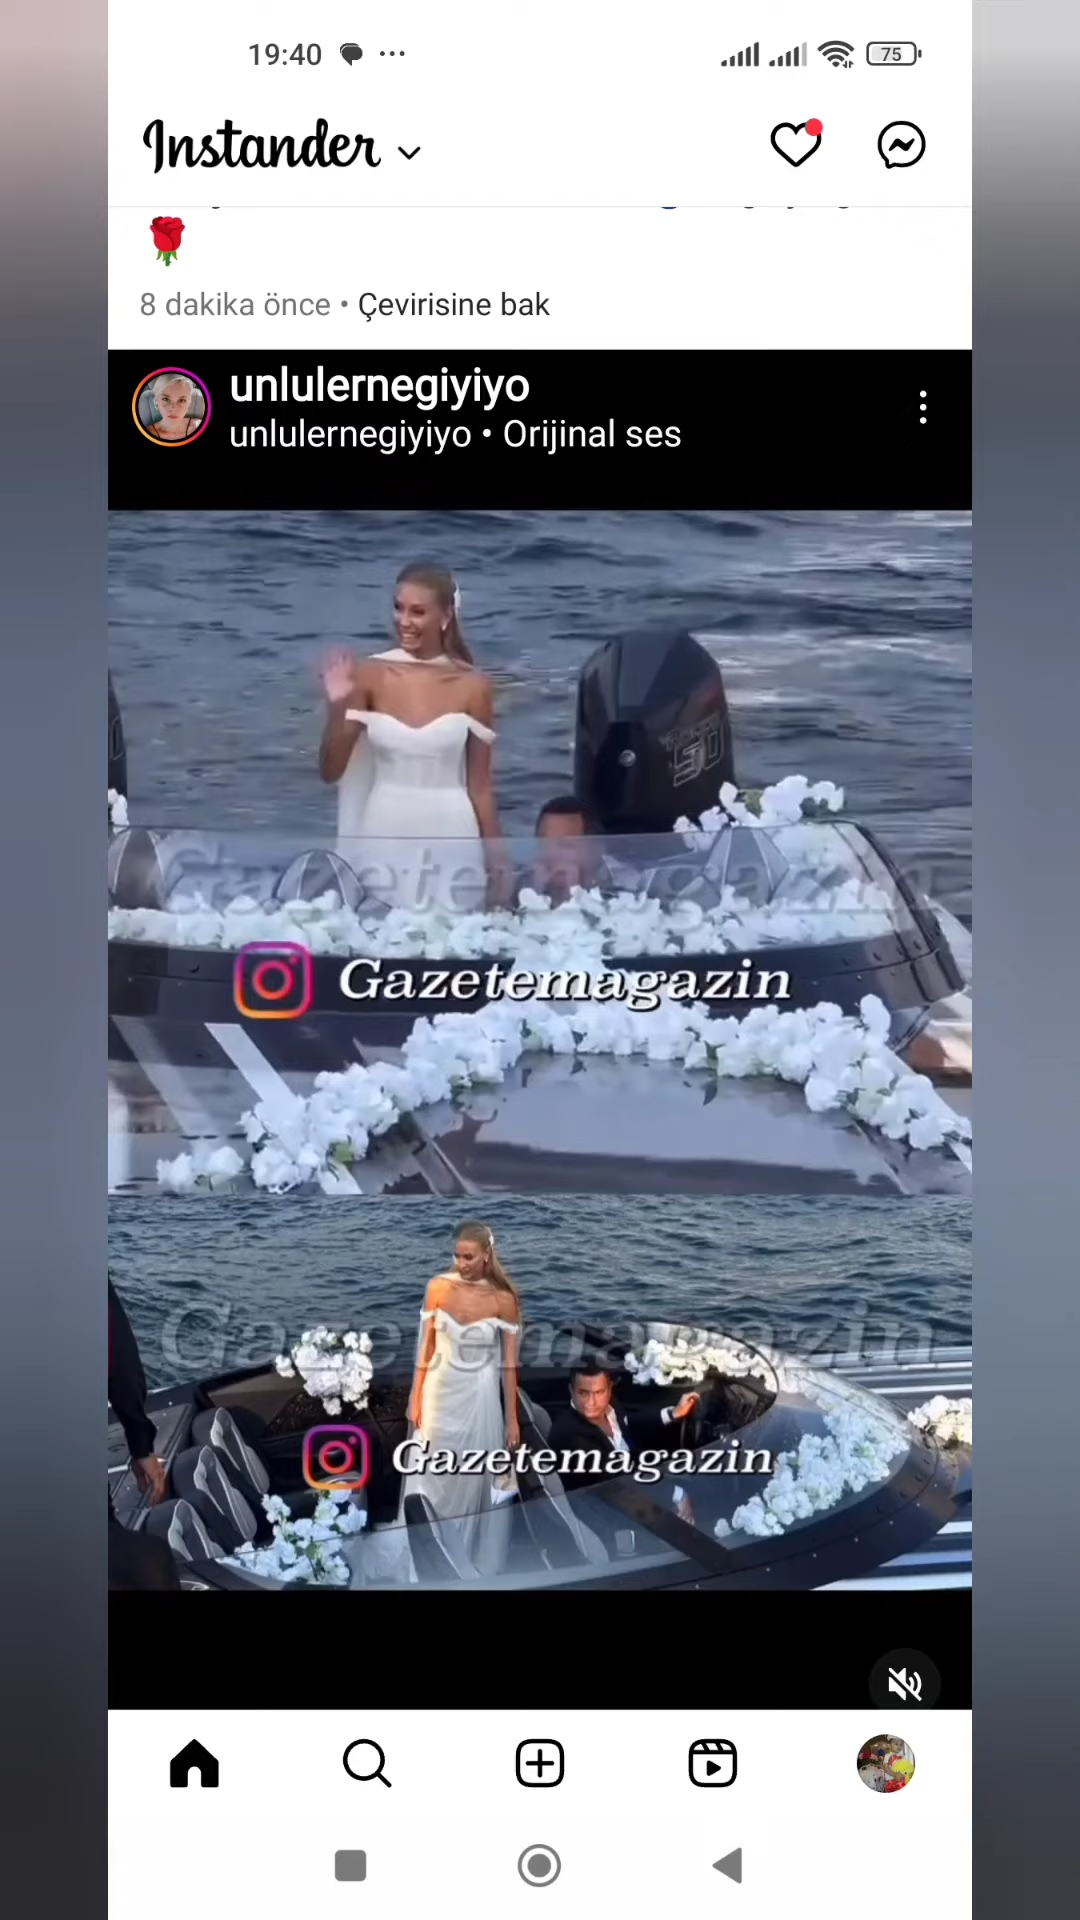 19:40
75
Instander
8 dakika önce • Çevirisine bak
unlulernegiyiyo
unlulernegiyiyo • Orijinal ses
Gazetemagazin
Gazetemagazin
Gazetemagazin
Gazetemagazin